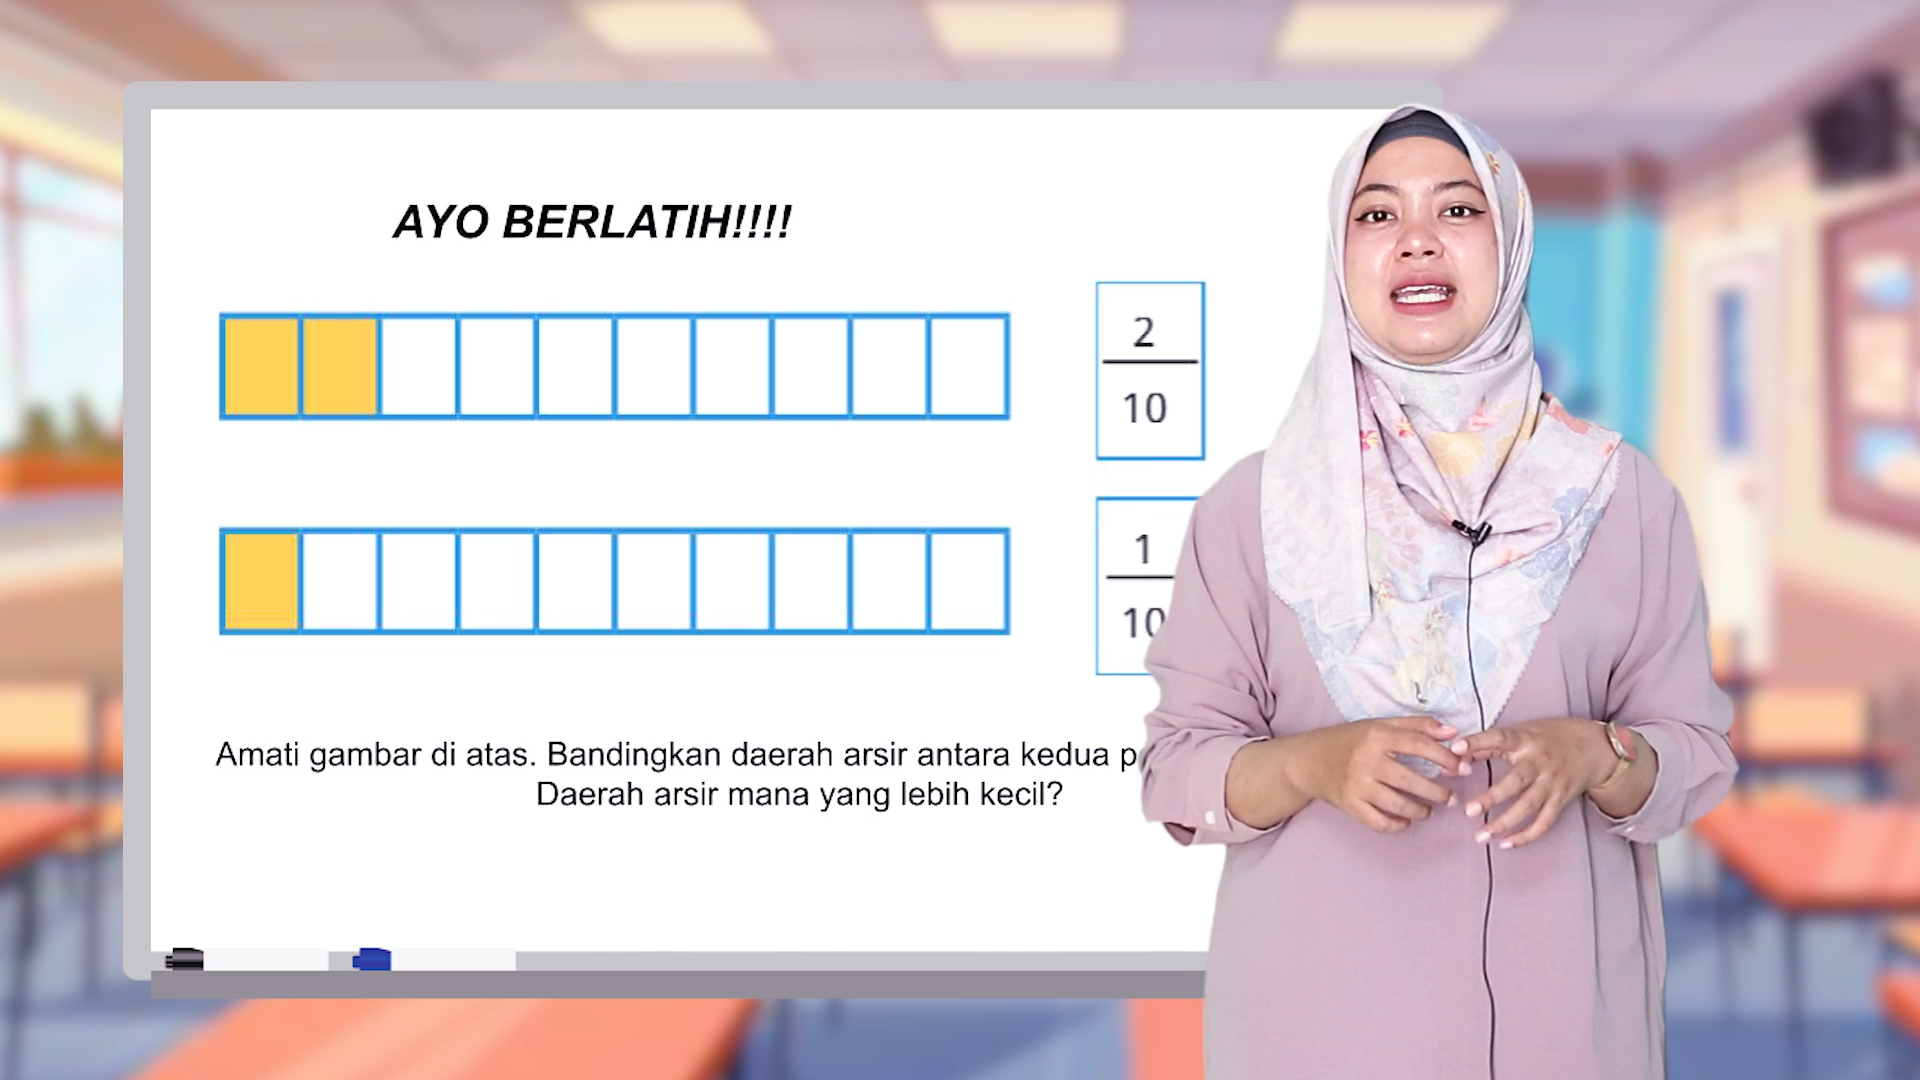 AYO BERLATIH!!!!
2
10
1
10
Amati gambar di atas. Bandingkan daerah arsir antara kedua
Daerah arsir mana yang lebih kecil?